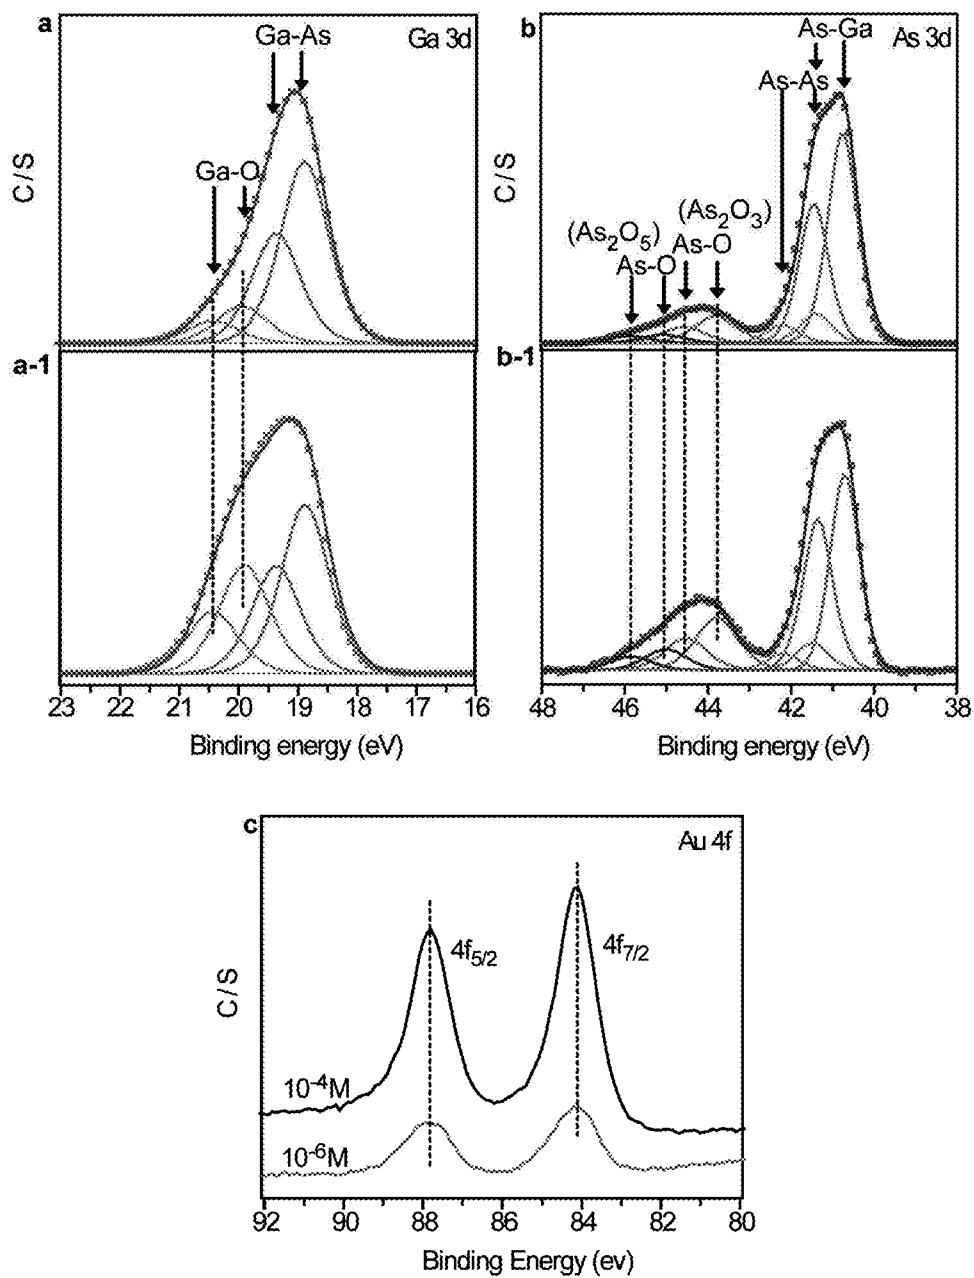 a
Ga 3d
Ga-As
Ga-O
C/S
a-1
23 22 21 20 19 18 17 16
Binding energy (eV)
b
As 3d
As-Ga
As-As
(As2O3)
(As2O5)
As-O
As-O
C/S
b-1
48 46 44 42 40 38
Binding energy (eV)
c
Au 4f
4f5/2
4f7/2
C/S
10-4M
10-6M
92 90 88 86 84 82 80
Binding Energy (ev)